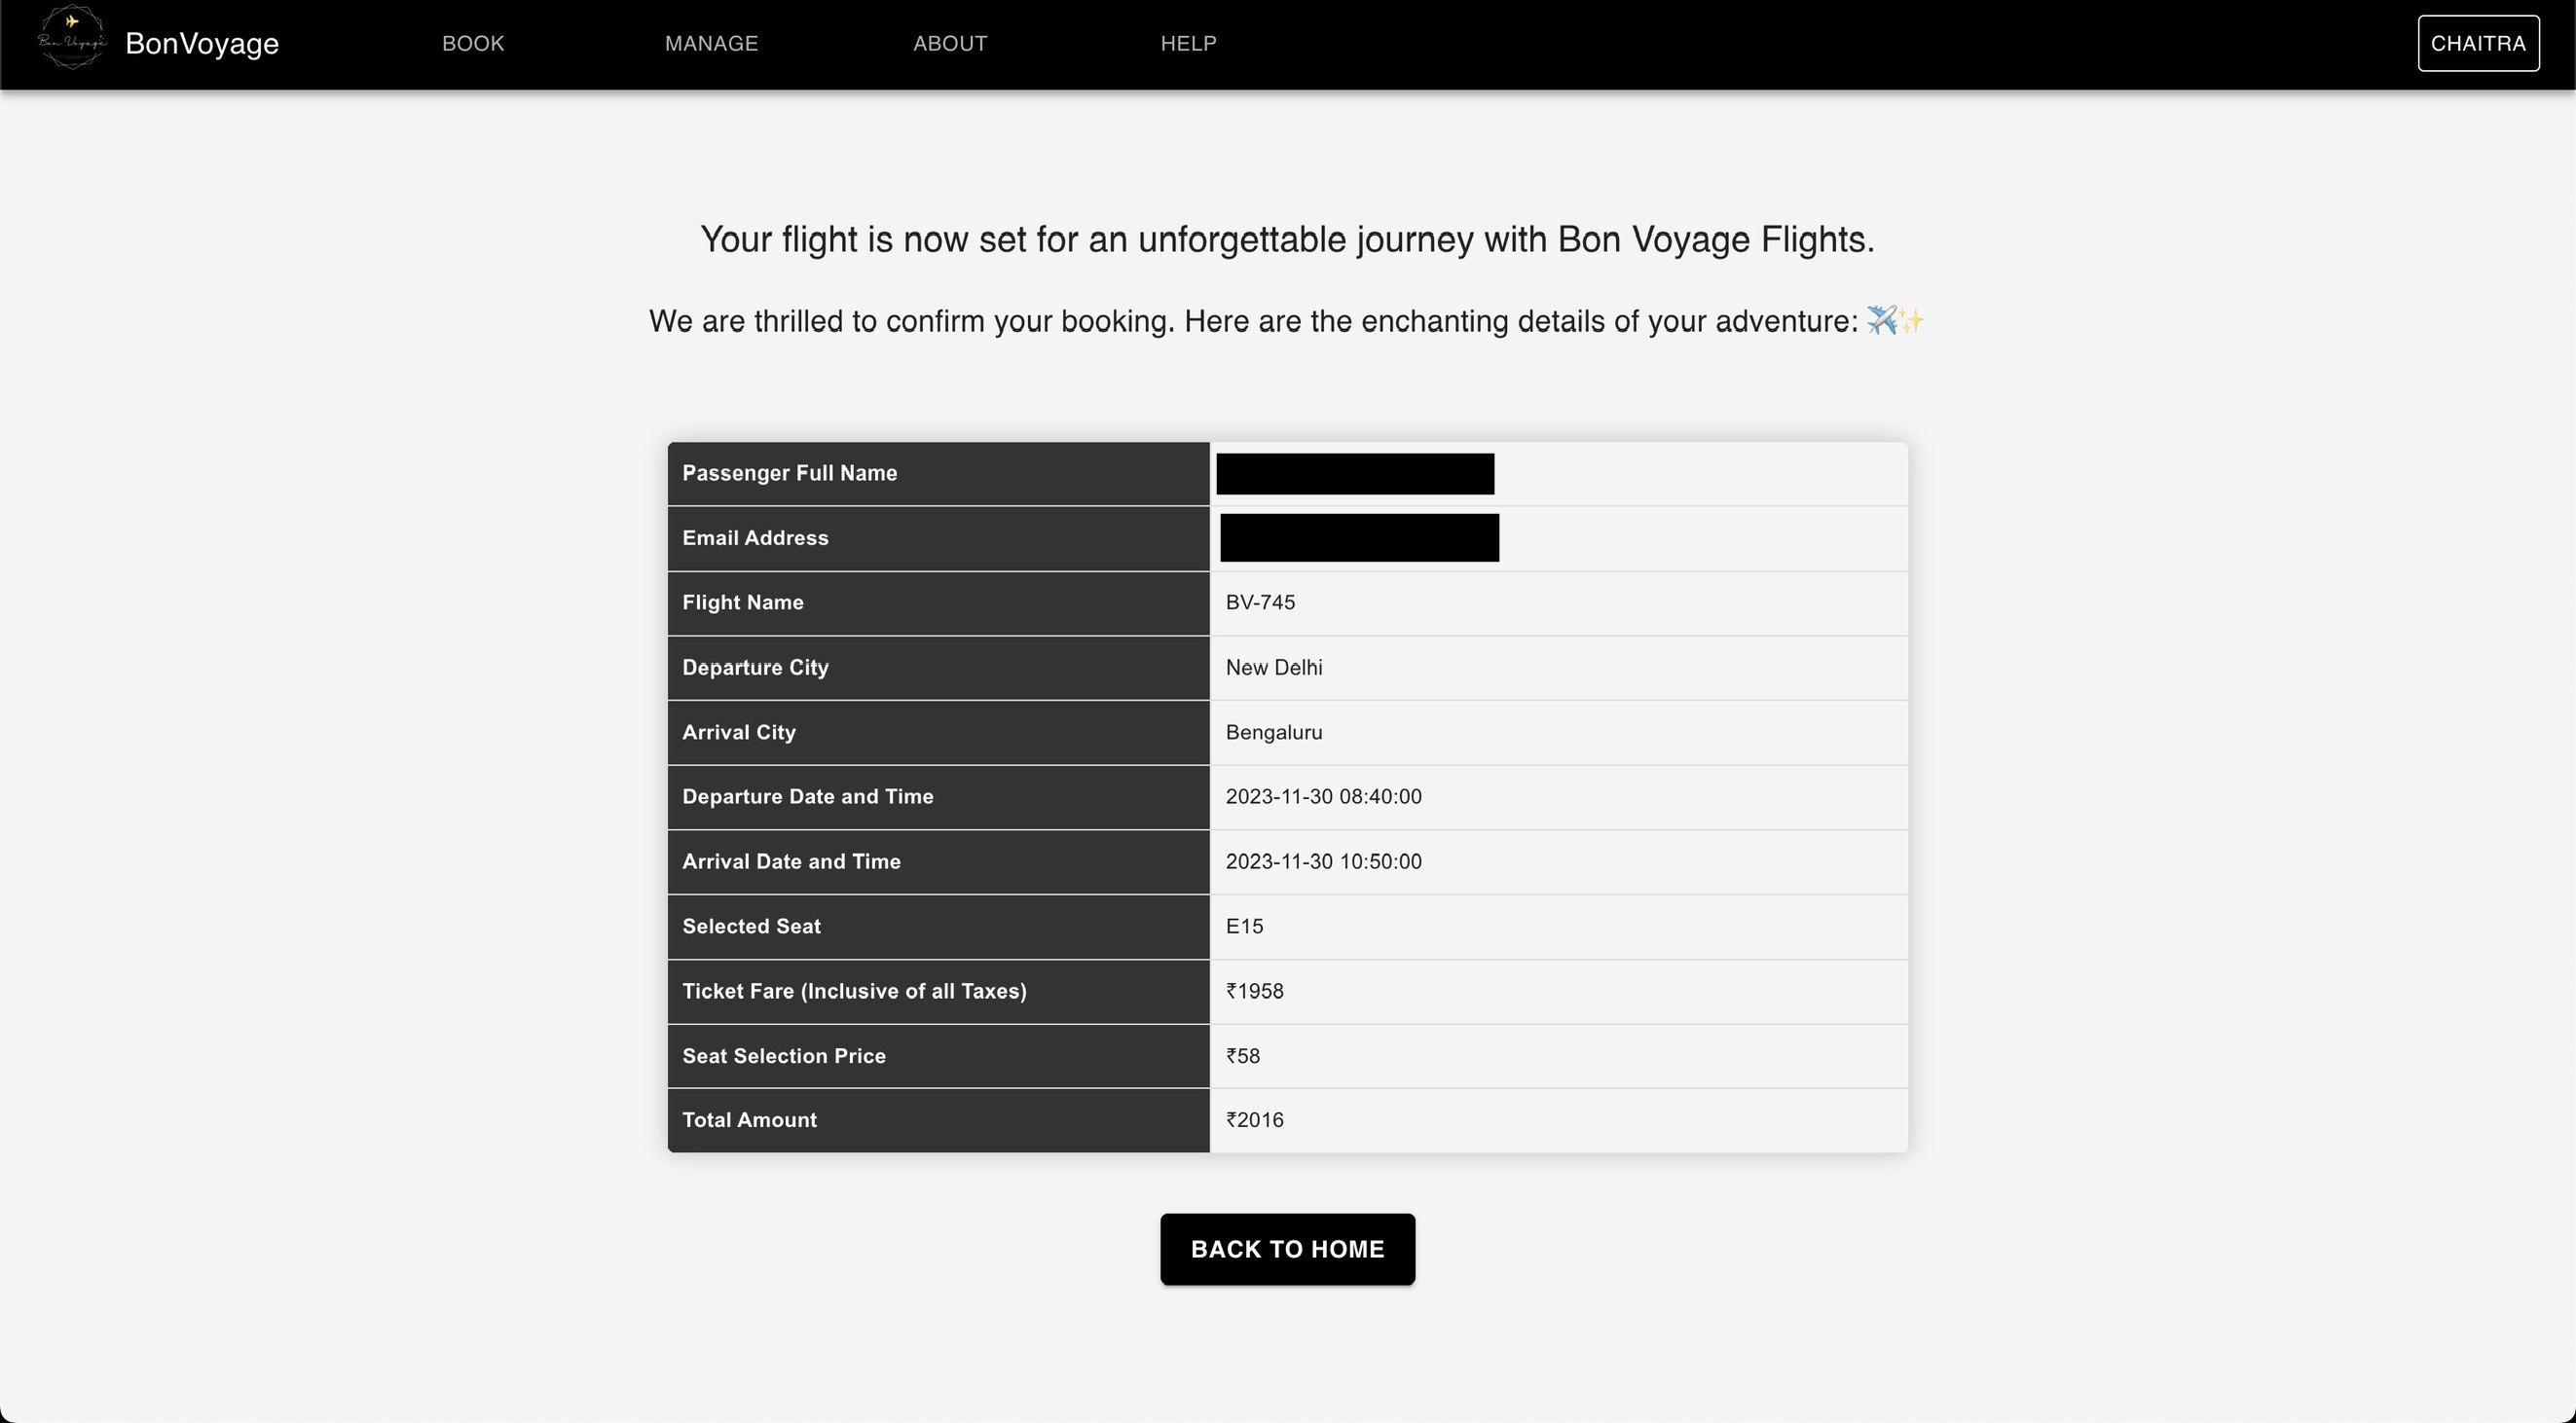 Bon Voyage
BonVoyage BOOK MANAGE ABOUT HELP CHAITRA
Your flight is now set for an unforgettable journey with Bon Voyage Flights.
We are thrilled to confirm your booking. Here are the enchanting details of your adventure: ✈️✨
Passenger Full Name
Email Address
Flight Name BV-745
Departure City New Delhi
Arrival City Bengaluru
Departure Date and Time 2023-11-30 08:40:00
Arrival Date and Time 2023-11-30 10:50:00
Selected Seat E15
Ticket Fare (Inclusive of all Taxes) ₹1958
Seat Selection Price ₹58
Total Amount ₹2016
BACK TO HOME